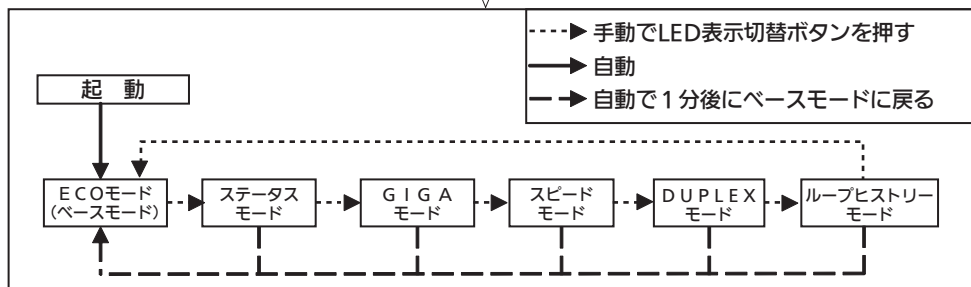 手動でLED表示切替ボタンを押す
自動
自動で1分後にベースモードに戻る
起 動
ECOモード
(ベースモード)
ステータス
モード
GIGA
モード
スピード
モード
DUPLEX
モード
ループヒストリー
モード